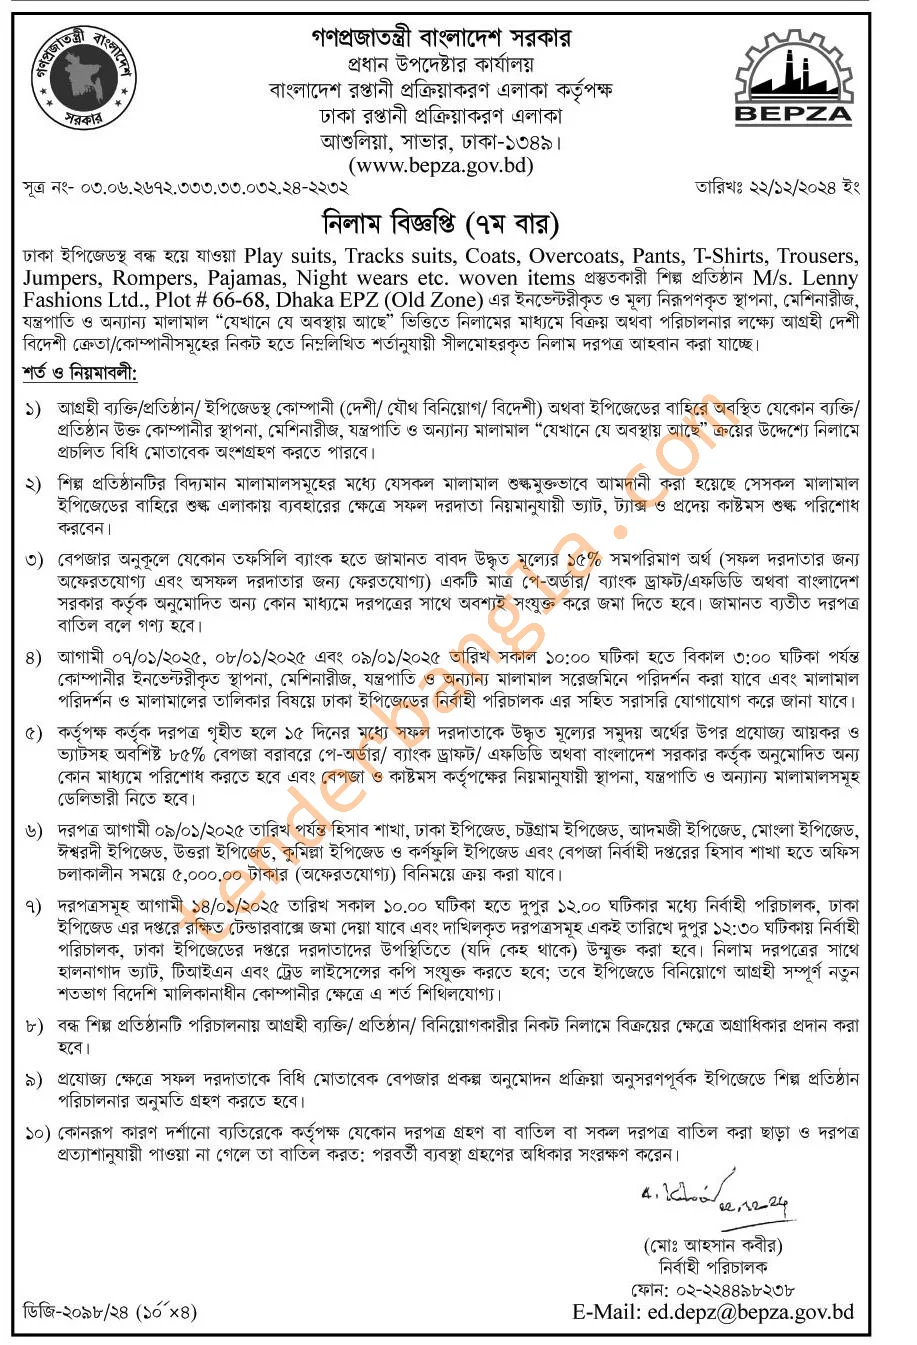 গণপ্রজাতন্ত্রী বাংলাদেশ সরকার
গণপ্রজাতন্ত্রী বাংলাদেশ সরকার
প্রধান উপদেষ্টার কার্যালয়
বাংলাদেশ রপ্তানী প্রক্রিয়াকরণ এলাকা কর্তৃপক্ষ
ঢাকা রপ্তানী প্রক্রিয়াকরণ এলাকা
আশুলিয়া, সাভার, ঢাকা-১৩৪৯।
(www.bepza.gov.bd)
BEPZA
সূত্র নং- ০৩.০৬.২৬৭২.৩৩৩.৩৩.০৩২.২৪-২২৩২ তারিখঃ ২২/১২/২০২৪ ইং
নিলাম বিজ্ঞপ্তি (৭ম বার)
ঢাকা ইপিজেডস্থ বন্ধ হয়ে যাওয়া Play suits, Tracks suits, Coats, Overcoats, Pants, T-Shirts, Trousers,
Jumpers, Rompers, Pajamas, Night wears etc. woven items প্রস্তুতকারী শিল্প প্রতিষ্ঠান M/s. Lenny
Fashions Ltd., Plot # 66-68, Dhaka EPZ (Old Zone) এর ইনভেন্টরীকৃত ও মূল্য নিরূপণকৃত স্থাপনা, মেশিনারীজ,
যন্ত্রপাতি ও অন্যান্য মালামাল “যেখানে যে অবস্থায় আছে” ভিত্তিতে নিলামের মাধ্যমে বিক্রয় অথবা পরিচালনার লক্ষ্যে আগ্রহী দেশী
বিদেশী ক্রেতা/কোম্পানীসমূহের নিকট হতে নিম্নলিখিত শর্তানুযায়ী সীলমোহরকৃত নিলাম দরপত্র আহবান করা যাচ্ছে।
শর্ত ও নিয়মাবলী:
১) আগ্রহী ব্যক্তি/প্রতিষ্ঠান/ ইপিজেডস্থ কোম্পানী (দেশী/ যৌথ বিনিয়োগ/ বিদেশী) অথবা ইপিজেডের বাহিরে অবস্থিত যেকোন ব্যক্তি/
প্রতিষ্ঠান উক্ত কোম্পানীর স্থাপনা, মেশিনারীজ, যন্ত্রপাতি ও অন্যান্য মালামাল “যেখানে যে অবস্থায় আছে” ক্রয়ের উদ্দেশ্যে নিলামে
প্রচলিত বিধি মোতাবেক অংশগ্রহণ করতে পারবে।
২) শিল্প প্রতিষ্ঠানটির বিদ্যমান মালামালসমূহের মধ্যে যেসকল মালামাল শুল্কমুক্তভাবে আমদানী করা হয়েছে সেসকল মালামাল
ইপিজেডের বাহিরে শুল্ক এলাকায় ব্যবহারের ক্ষেত্রে সফল দরদাতা নিয়মানুযায়ী ভ্যাট, ট্যাক্স ও প্রদেয় কাষ্টমস শুল্ক পরিশোধ
করবেন।
৩) বেপজার অনুকূলে যেকোন তফসিলি ব্যাংক হতে জামানত বাবদ উদ্ধৃত মূল্যের ১৫% সমপরিমাণ অর্থ (সফল দরদাতার জন্য
অফেরতযোগ্য এবং অসফল দরদাতার জন্য ফেরতযোগ্য) একটি মাত্র পে-অর্ডার/ ব্যাংক ড্রাফট/এফডিডি অথবা বাংলাদেশ
সরকার কর্তৃক অনুমোদিত অন্য কোন মাধ্যমে দরপত্রের সাথে অবশ্যই সংযুক্ত করে জমা দিতে হবে। জামানত ব্যতীত দরপত্র
বাতিল বলে গণ্য হবে।
৪) আগামী ০৭/০১/২০২৫, ০৮/০১/২০২৫ এবং ০৯/০১/২০২৫ তারিখ সকাল ১০:০০ ঘটিকা হতে বিকাল ৩:০০ ঘটিকা পর্যন্ত
কোম্পানীর ইনভেন্টরীকৃত স্থাপনা, মেশিনারীজ, যন্ত্রপাতি ও অন্যান্য মালামাল সরেজমিনে পরিদর্শন করা যাবে এবং মালামাল
পরিদর্শন ও মালামালের তালিকার বিষয়ে ঢাকা ইপিজেডের নির্বাহী পরিচালক এর সহিত সরাসরি যোগাযোগ করে জানা যাবে।
৫) কর্তৃপক্ষ কর্তৃক দরপত্র গৃহীত হলে ১৫ দিনের মধ্যে সফল দরদাতাকে উদ্ধৃত মূল্যের সমুদয় অর্থের উপর প্রযোজ্য আয়কর ও
ভ্যাটসহ অবশিষ্ট ৮৫% বেপজা বরাবরে পে-অর্ডার/ ব্যাংক ড্রাফট/ এফডিডি অথবা বাংলাদেশ সরকার কর্তৃক অনুমোদিত অন্য
কোন মাধ্যমে পরিশোধ করতে হবে এবং বেপজা ও কাষ্টমস কর্তৃপক্ষের নিয়মানুযায়ী স্থাপনা, যন্ত্রপাতি ও অন্যান্য মালামালসমূহ
ডেলিভারী নিতে হবে।
৬) দরপত্র আগামী ০৯/০১/২০২৫ তারিখ পর্যন্ত হিসাব শাখা, ঢাকা ইপিজেড, চট্টগ্রাম ইপিজেড, আদমজী ইপিজেড, মোংলা ইপিজেড,
ঈশ্বরদী ইপিজেড, উত্তরা ইপিজেড, কুমিল্লা ইপিজেড ও কর্ণফুলি ইপিজেড এবং বেপজা নির্বাহী দপ্তরের হিসাব শাখা হতে অফিস
চলাকালীন সময়ে ৫,০০০.০০ টাকার (অফেরতযোগ্য) বিনিময়ে ক্রয় করা যাবে।
৭) দরপত্রসমূহ আগামী ১৪/০১/২০২৫ তারিখ সকাল ১০.০০ ঘটিকা হতে দুপুর ১২.০০ ঘটিকার মধ্যে নির্বাহী পরিচালক, ঢাকা
ইপিজেড এর দপ্তরে রক্ষিত টেন্ডারবাক্সে জমা দেয়া যাবে এবং দাখিলকৃত দরপত্রসমূহ একই তারিখে দুপুর ১২:৩০ ঘটিকায় নির্বাহী
পরিচালক, ঢাকা ইপিজেডের দপ্তরে দরদাতাদের উপস্থিতিতে (যদি কেহ থাকে) উন্মুক্ত করা হবে। নিলাম দরপত্রের সাথে
হালনাগাদ ভ্যাট, টিআইএন এবং ট্রেড লাইসেন্সের কপি সংযুক্ত করতে হবে; তবে ইপিজেডে বিনিয়োগে আগ্রহী সম্পূর্ণ নতুন
শতভাগ বিদেশি মালিকানাধীন কোম্পানীর ক্ষেত্রে এ শর্ত শিথিলযোগ্য।
৮) বন্ধ শিল্প প্রতিষ্ঠানটি পরিচালনায় আগ্রহী ব্যক্তি/ প্রতিষ্ঠান/ বিনিয়োগকারীর নিকট নিলামে বিক্রয়ের ক্ষেত্রে অগ্রাধিকার প্রদান করা
হবে।
৯) প্রযোজ্য ক্ষেত্রে সফল দরদাতাকে বিধি মোতাবেক বেপজার প্রকল্প অনুমোদন প্রক্রিয়া অনুসরণপূর্বক ইপিজেডে শিল্প প্রতিষ্ঠান
পরিচালনার অনুমতি গ্রহণ করতে হবে।
১০) কোনরূপ কারণ দর্শানো ব্যতিরেকে কর্তৃপক্ষ যেকোন দরপত্র গ্রহণ বা বাতিল বা সকল দরপত্র বাতিল করা ছাড়া ও দরপত্র
প্রত্যাশানুযায়ী পাওয়া না গেলে তা বাতিল করত: পরবর্তী ব্যবস্থা গ্রহণের অধিকার সংরক্ষণ করেন।
২২.১২.২৪
(মোঃ আহসান কবীর)
নির্বাহী পরিচালক
ফোন: ০২-২২৪৪৯৮২৩৮
ডিজি-২০৯৮/২৪ (১০˝×৪) E-Mail: ed.depz@bepza.gov.bd
tenderbangla.com